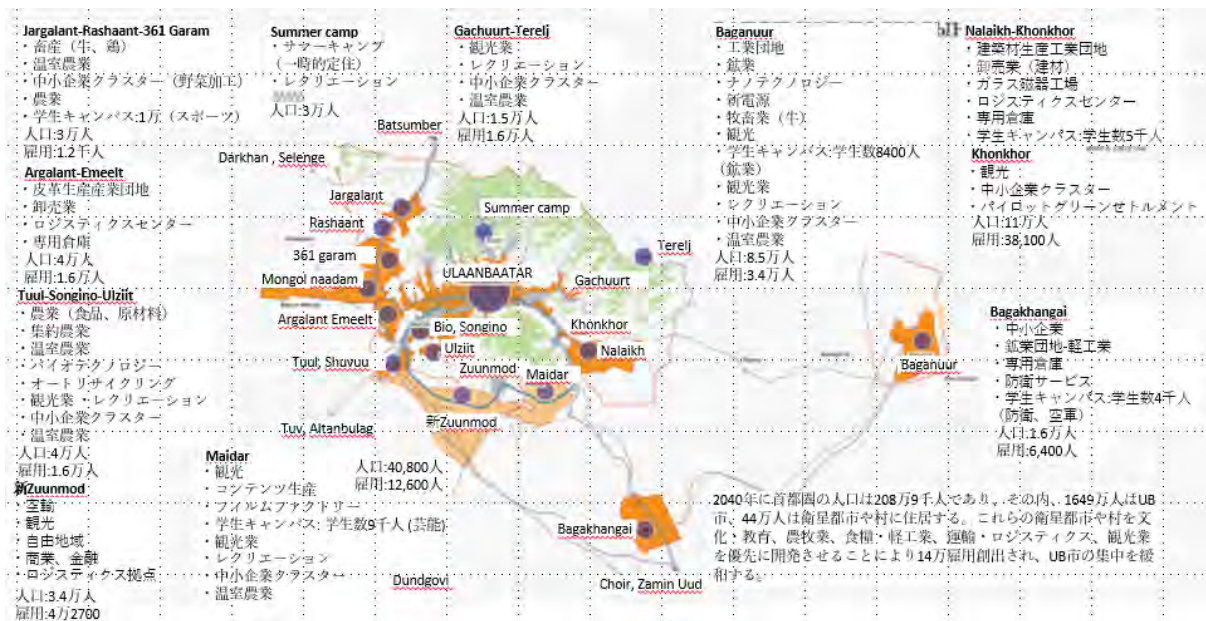 Jargalant-Rashaant-361 Garam
・畜産（牛、鶏）
・温室農業
・中小企業クラスター（野菜加工）
・農業
・学生キャンパス:1万（スポーツ）
人口:3万人
雇用:1.2千人
Argalant-Emeelt
・皮革生産産業団地
・卸売業
・ロジスティクスセンター
・専用倉庫
人口:4万人
雇用:1.6万人
Tuul-Songino-Ulziit
・農業（食品、原材料）
・集約農業
・温室農業
・バイオテクノロジー
・オートリサイクリング
・観光業・レクリエーション
・中小企業クラスター
・温室農業
人口:4万人
雇用:1.6万人
新Zuunmod
・空輸
・観光
・自由地域
・商業、金融
・ロジスティクス拠点
人口:3.4万人
雇用:4万2700
Summer camp
・サマーキャンプ
（一時的定住）
・レクリエーション
人口:3万人
Gachuurt-Terelj
・観光業
・レクリエーション
・中小企業クラスター
・温室農業
人口:1.5万人
雇用1.6万人
Baganuur
・工業団地
・鉱業
・ナノテクノロジー
・新電源
・牧畜業（牛）
・観光
・学生キャンパス:学生数8400人
（鉱業）
・観光業
・レクリエーション
・中小企業クラスター
・温室農業
人口:8.5万人
雇用:3.4万人
Nalaikh-Khonkhor
・建築材生産工業団地
・卸売業（建材）
・ガラス磁器工場
・ロジスティクスセンター
・専用倉庫
・学生キャンパス:学生数5千人
Khonkhor
・観光
・中小企業クラスター
・パイロットグリーンせトルメント
人口:11万人
雇用:38,100人
Bagakhangai
・中小企業
・鉱業団地-軽工業
・専用倉庫
・防衛サービス
・学生キャンパス:学生数4千人
（防衛、空軍）
人口:1.6万人
雇用:6,400人
Batsumber
Darkhan , Selenge
Jargalant
Summer camp
Rashaant
Terelj
361 garam
ULAANBAATAR
Mongol naadam
Gachuurt
Argalant Emeelt
Bio, Songino
Khonkhor
Ulziit
Nalaikh
Tuul, Shuvuu
Zuunmod
Maidar
Baganuur
新Zuunmod
Tuv, Altanbulag
Bagakhangai
Dundgovi
Choir, Zamin Uud
Maidar
・観光
・コンテンツ生産
・フィルムファクトリー
・学生キャンパス: 学生数9千人 (芸能)
・観光業
・レクリエーション
・中小企業クラスター
・温室農業
人口:40,800人
雇用:12,600人
2040年に首都圏の人口は208万9千人であり、その内、1649万人はUB
市、44万人は衛星都市や村に住居する。これらの衛星都市や村を文
化・教育、農牧業、食糧・軽工業、運輸・ロジスティクス、観光業
を優先に開発させることにより14万雇用創出され、UB市の集中を緩
和する。